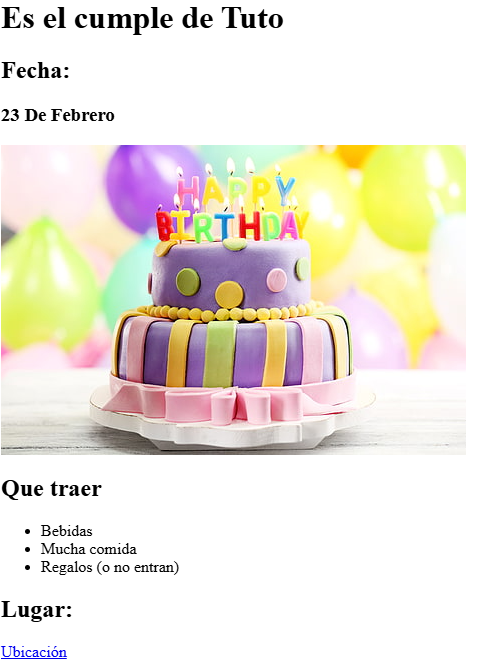 Es el cumple de Tuto
Fecha:
23 De Febrero
HAPPY
BIRTHDAY
Que traer
Bebidas
Mucha comida
Regalos (o no entran)
Lugar:
Ubicación